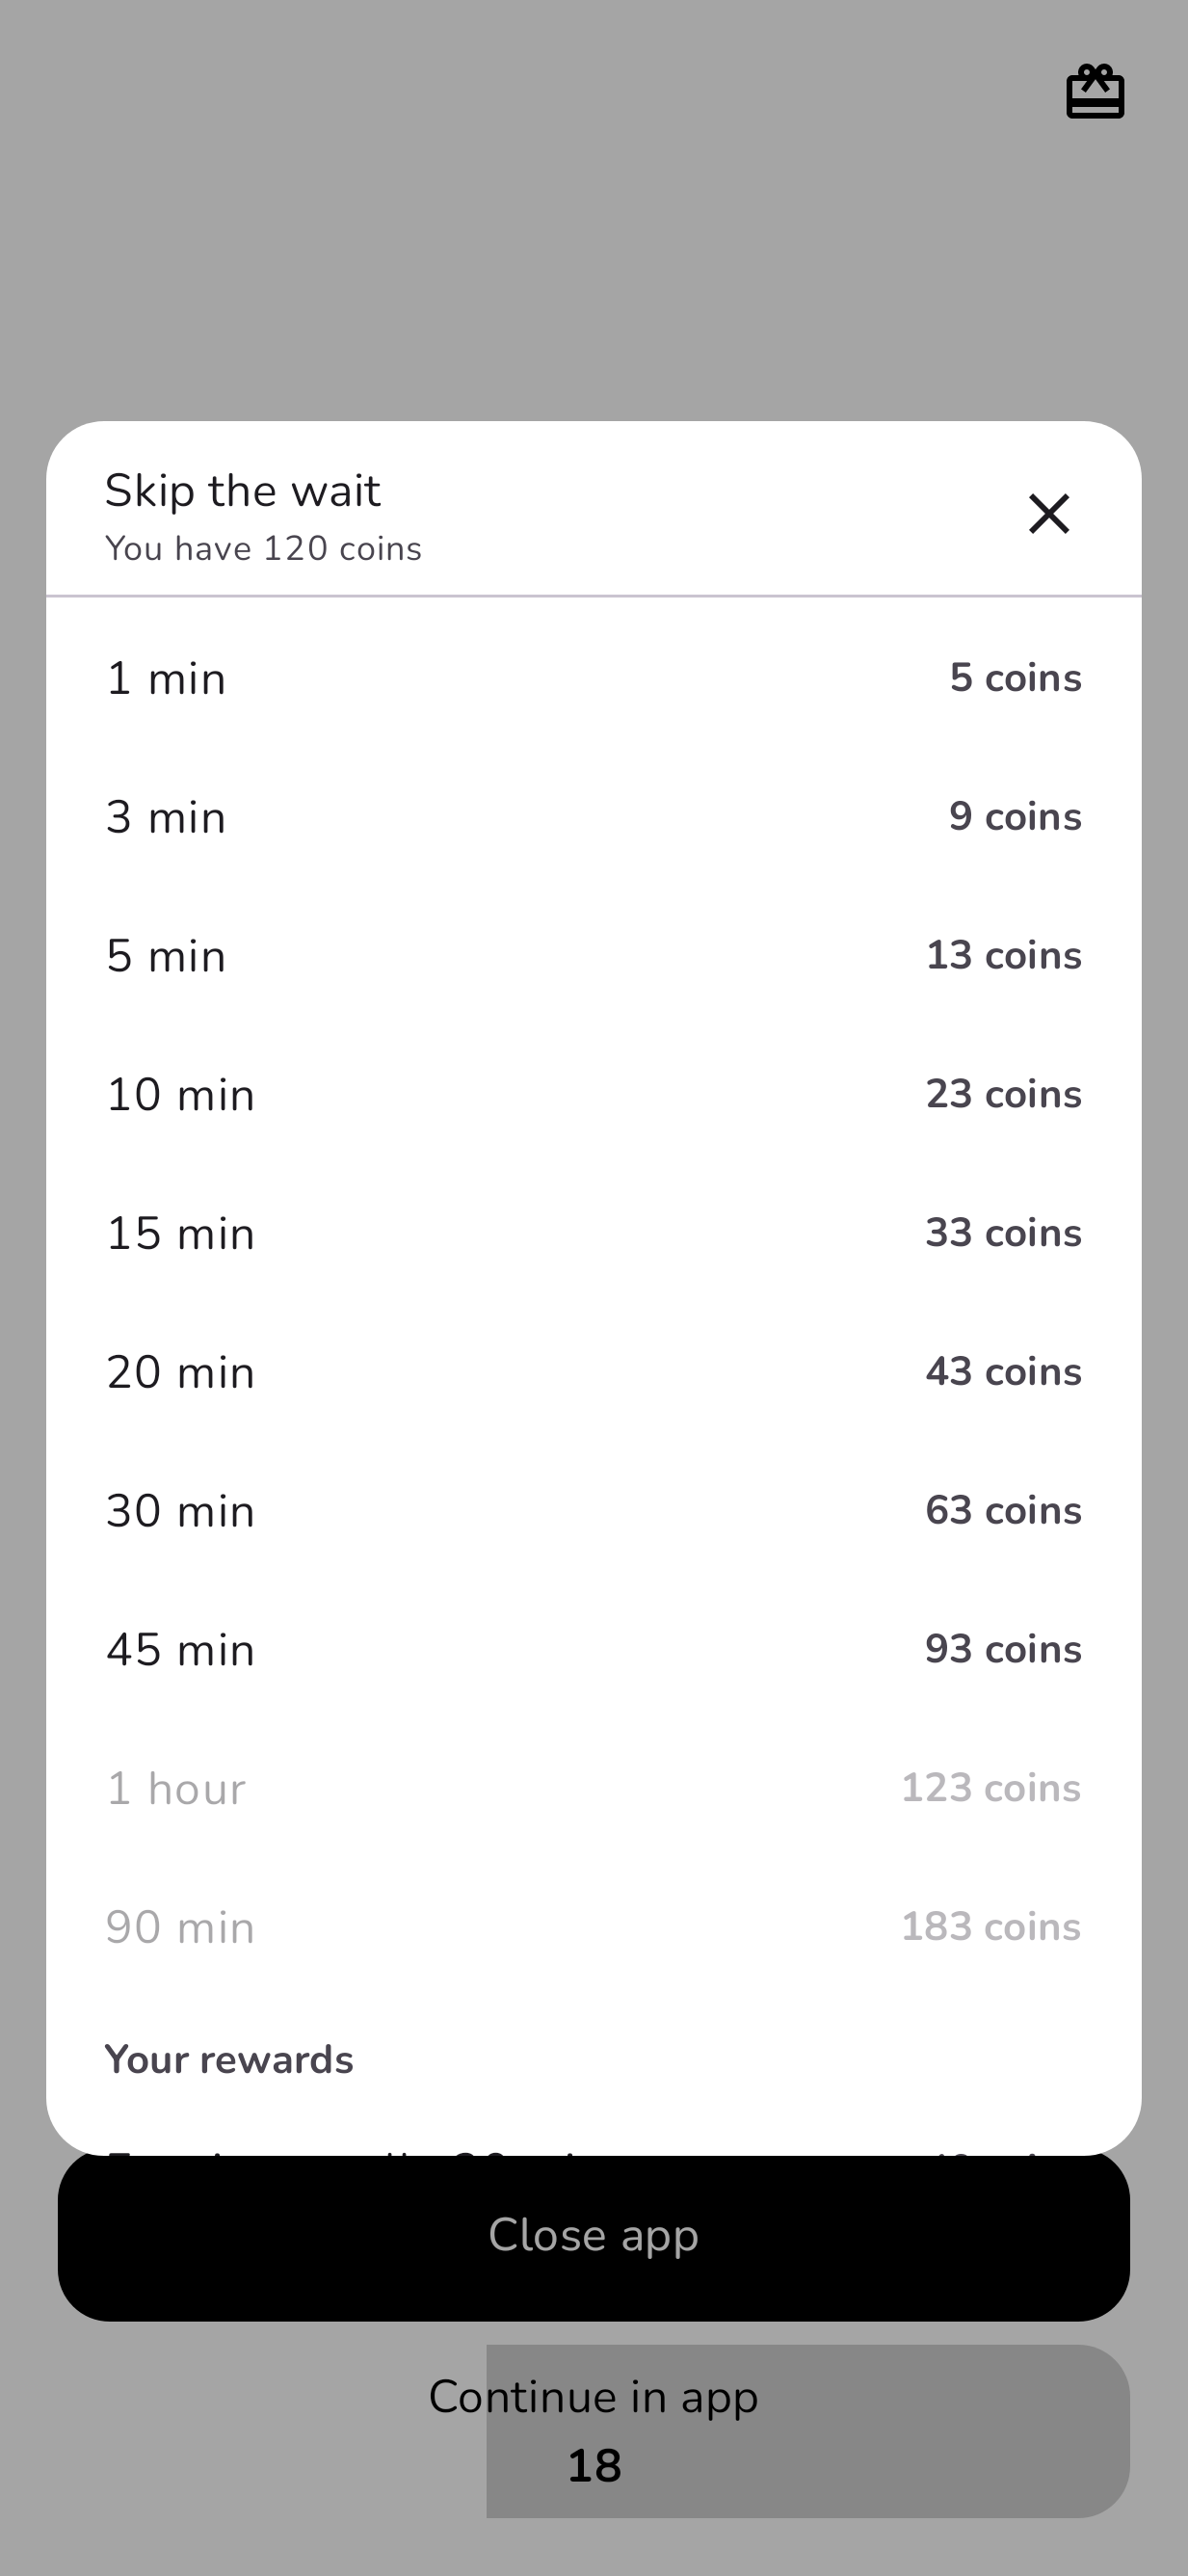 Skip the wait
You have 120 coins
1 min 5 coins
3 min 9 coins
5 min 13 coins
10 min 23 coins
15 min 33 coins
20 min 43 coins
30 min 63 coins
45 min 93 coins
1 hour 123 coins
90 min 183 coins
Your rewards
Close app
Continue in app
18